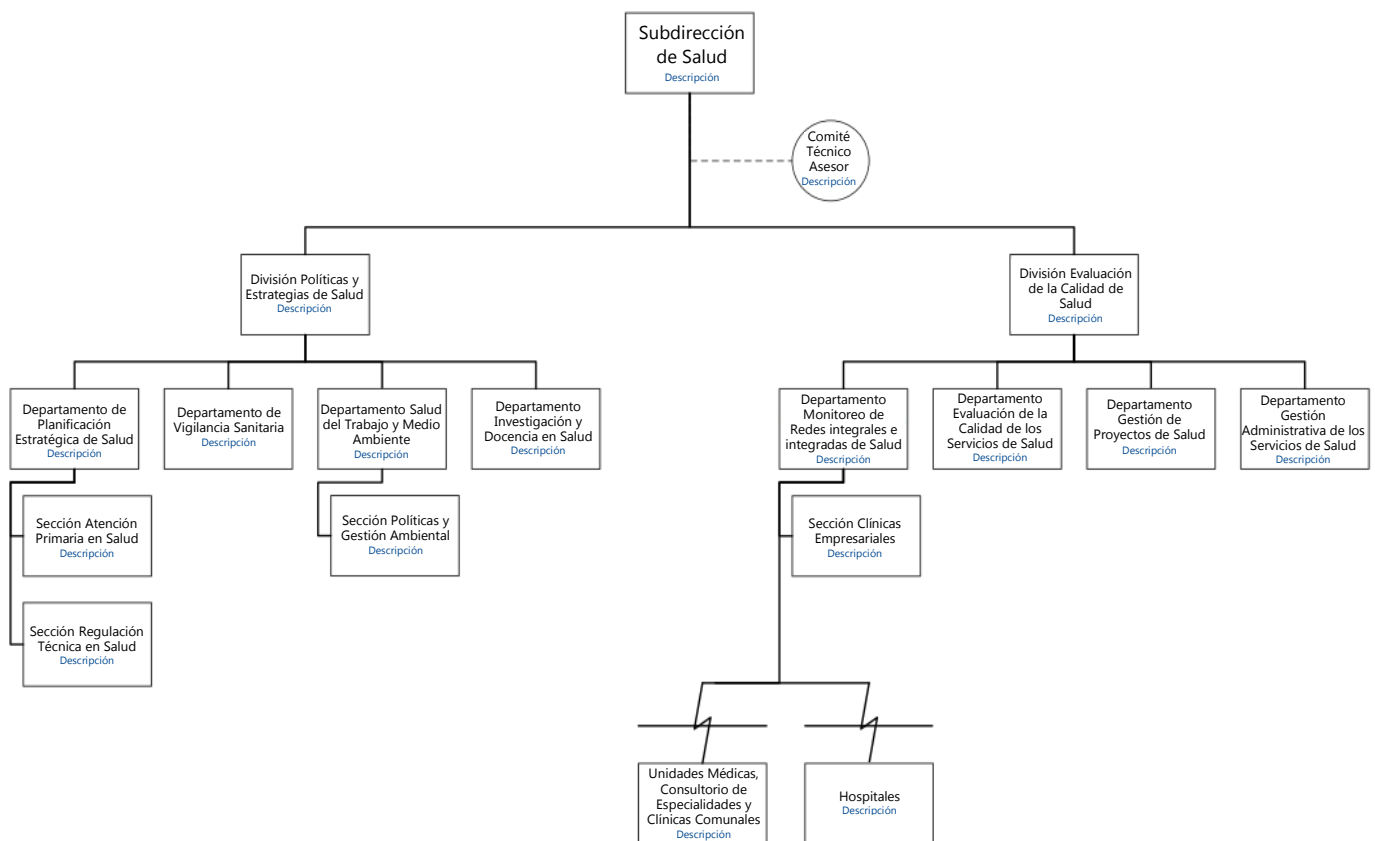 Subdirección
de Salud
Descripción
Comité
Técnico
Asesor
Descripción
División Políticas y
Estrategias de Salud
Descripción
División Evaluación
de la Calidad de
Salud
Descripción
Departamento de
Planificación
Estratégica de Salud
Descripción
Departamento de
Vigilancia Sanitaria
Descripción
Departamento Salud
del Trabajo y Medio
Ambiente
Descripción
Departamento
Investigación y
Docencia en Salud
Descripción
Departamento
Monitoreo de
Redes integrales e
integradas de Salud
Descripción
Departamento
Evaluación de la
Calidad de los
Servicios de Salud
Descripción
Departamento
Gestión de
Proyectos de Salud
Descripción
Departamento
Gestión
Administrativa de los
Servicios de Salud
Descripción
Sección Atención
Primaria en Salud
Descripción
Sección Políticas y
Gestión Ambiental
Descripción
Sección Clínicas
Empresariales
Descripción
Sección Regulación
Técnica en Salud
Descripción
Unidades Médicas,
Consultorio de
Especialidades y
Clínicas Comunales
Descripción
Hospitales
Descripción